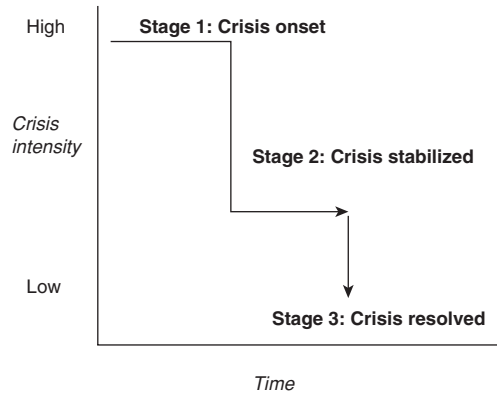 High
Stage 1: Crisis onset
Crisis
intensity
Stage 2: Crisis stabilized
Low
Stage 3: Crisis resolved
Time